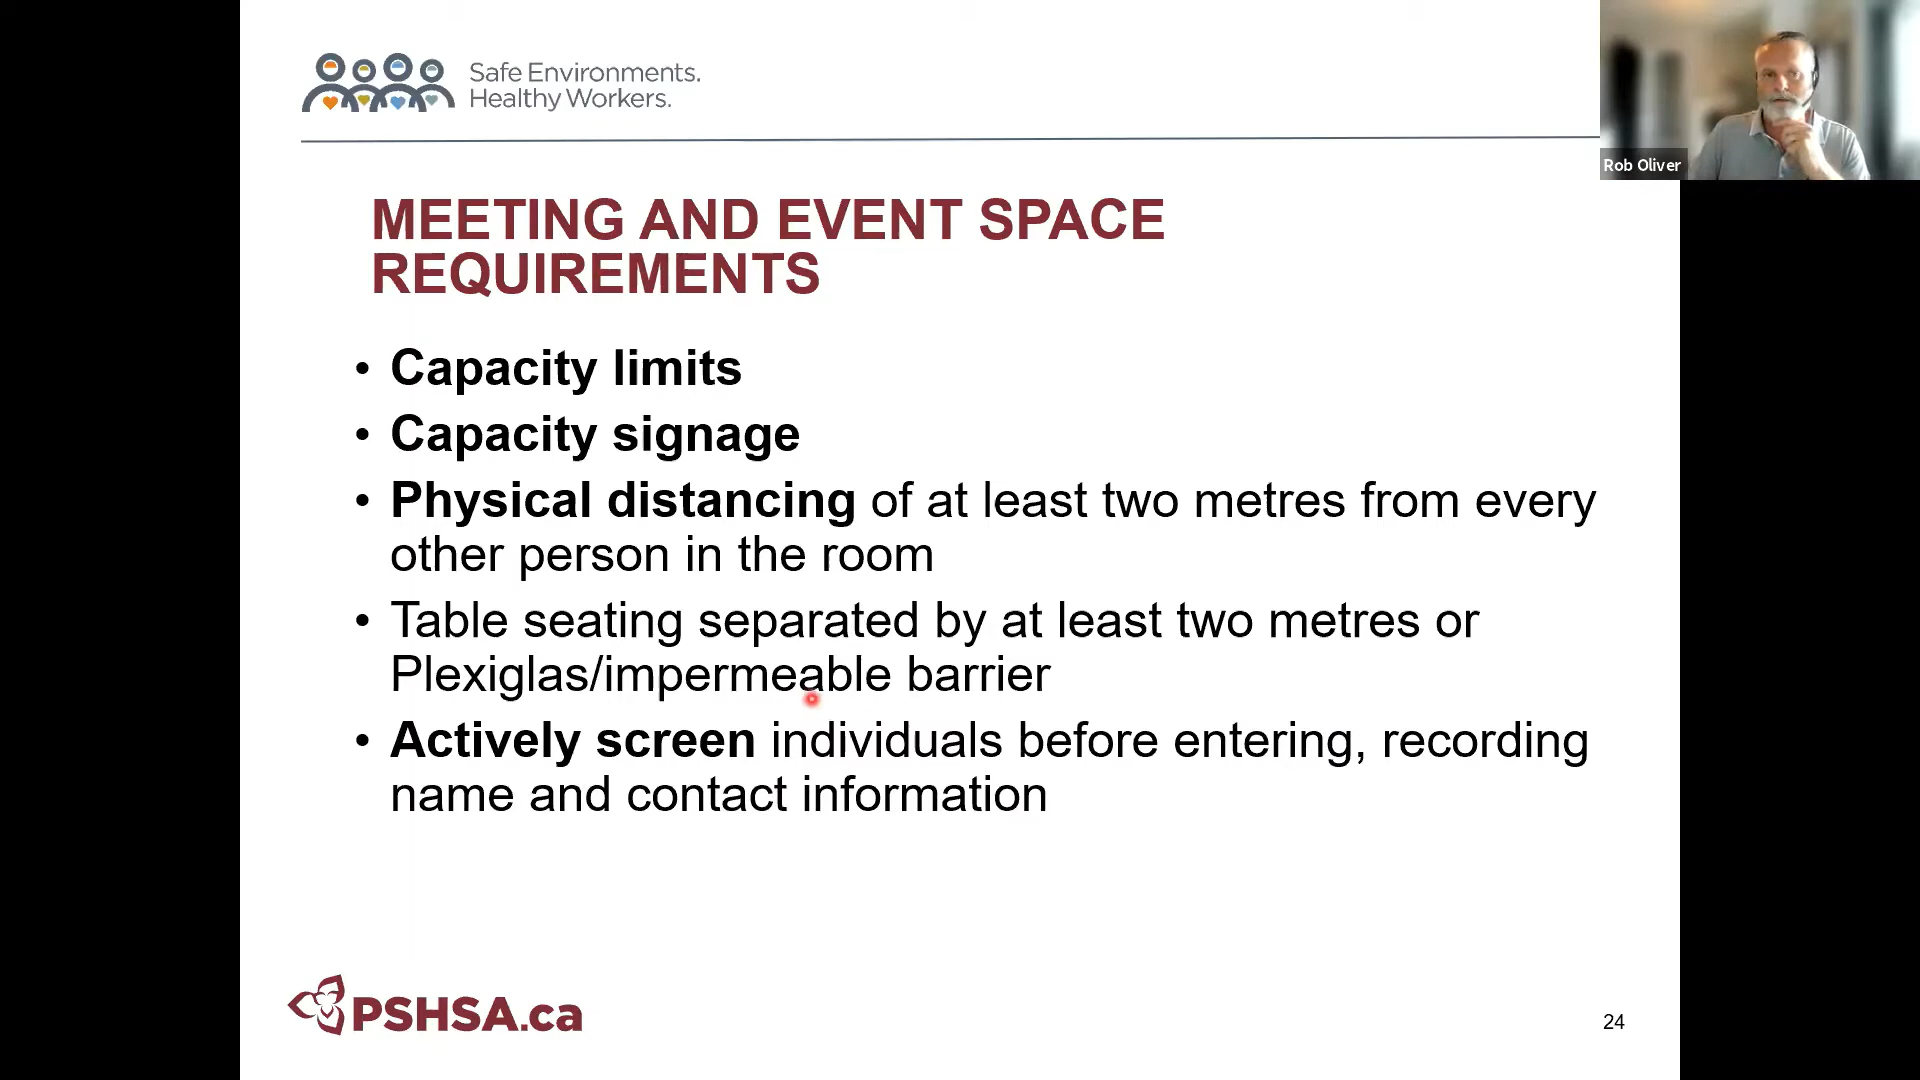 Safe Environments.
Healthy Workers.
Rob Oliver
MEETING AND EVENT SPACE
REQUIREMENTS
• Capacity limits
• Capacity signage
• Physical distancing of at least two metres from every
other person in the room
• Table seating separated by at least two metres or
Plexiglas/impermeable barrier
• Actively screen individuals before entering, recording
name and contact information
PSHSA.ca
24